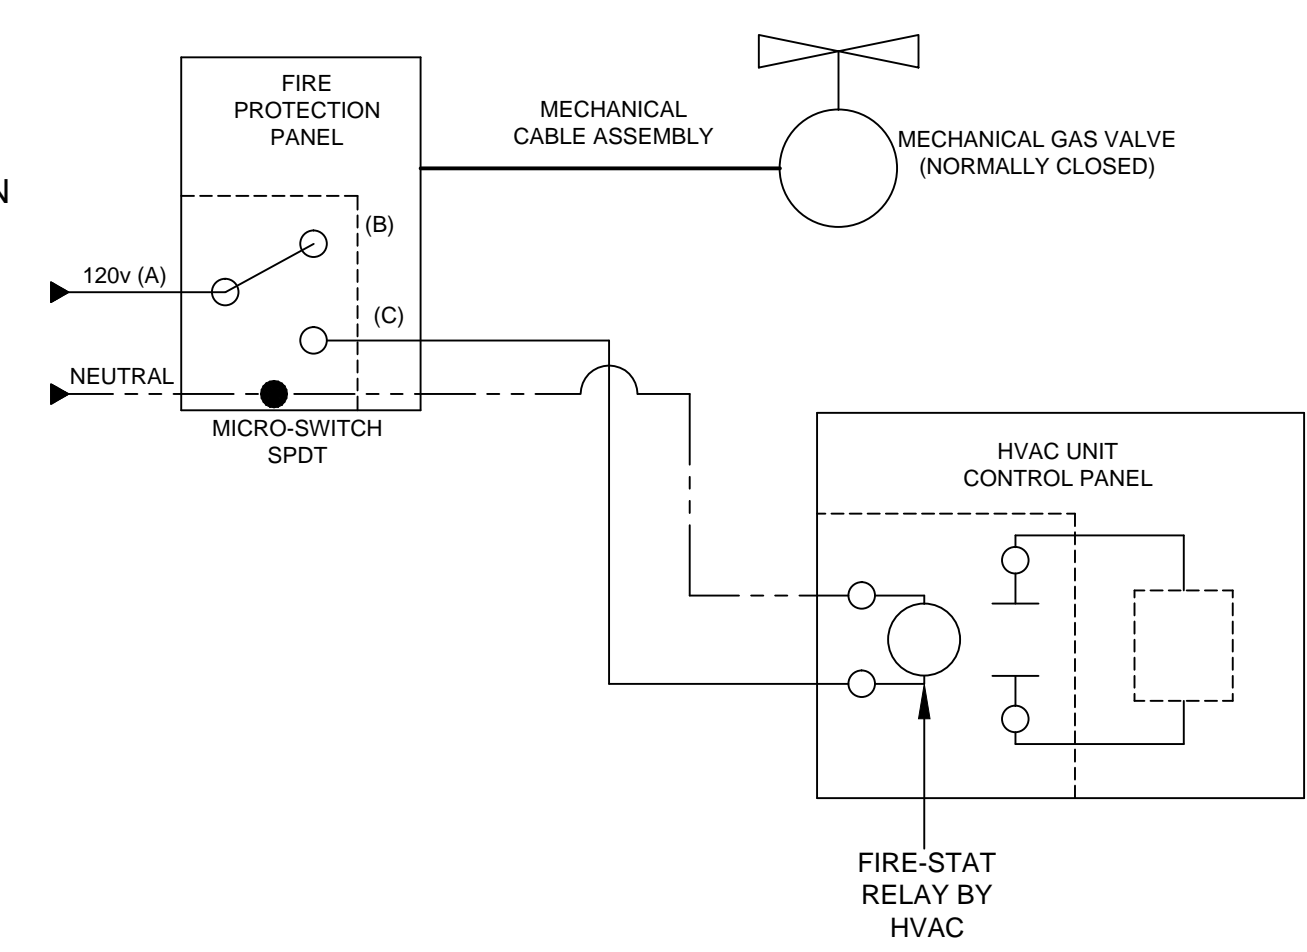 FIRE
PROTECTION
PANEL
MECHANICAL
CABLE ASSEMBLY
MECHANICAL GAS VALVE
(NORMALLY CLOSED)
N
(B)
120v (A)
(C)
NEUTRAL
MICRO-SWITCH
SPDT
HVAC UNIT
CONTROL PANEL
FIRE-STAT
RELAY BY
HVAC